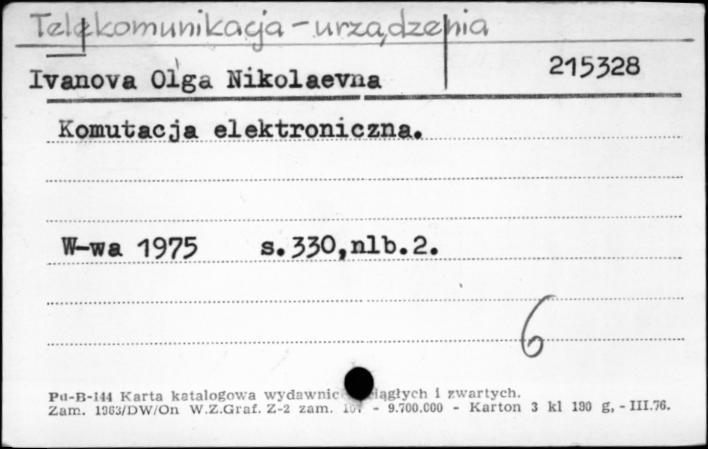 Telekomunikacja - urządzenia
Ivanova Olga Nikolaevna 215328
Komutacja elektroniczna.
W-wa 1975 s.330,nlb.2.
6
Pu-B-144 Karta katalogowa wydawnic ciągłych i zwartych.
Zam. 1963/DW/On W.Z.Graf. Z-2 zam. - 9.700.000 - Karton 3 kl 180 g, - III.76.